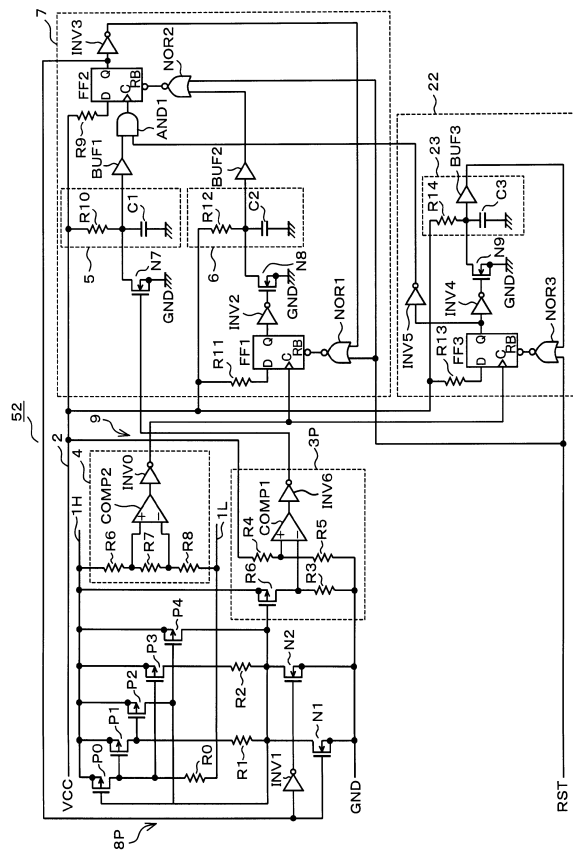 52
2
4
9
1H
1L
3P
8P
VCC
GND
RST
P0
P1
P2
P3
P4
R0
R1
R2
N1
N2
INV1
R6
R7
R8
COMP2
+
−
INV0
R6
R3
R4
R5
COMP1
+
−
INV6
5
R10
C1
N7
GND
BUF1
AND1
R9
FF2
D
C
Q
RB
INV3
7
NOR2
6
R12
C2
BUF2
N8
GND
INV2
R11
FF1
D
C
Q
RB
NOR1
22
23
R14
C3
BUF3
N9
GND
INV4
INV5
R13
FF3
D
C
Q
RB
NOR3